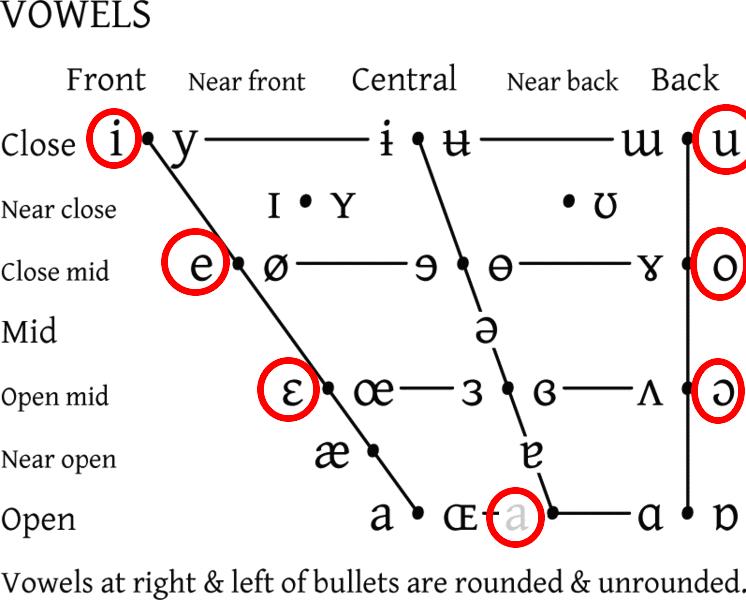 VOWELS
Front Near front Central Near back Back
Close i y ɨ ʉ ɯ u
Near close ɪ ʏ ʊ
Close mid e ø ɘ ɵ ɤ o
Mid ə
Open mid ɛ œ ɜ ɞ ʌ ɔ
Near open æ ɐ
Open a ɶ a ɑ ɒ
Vowels at right & left of bullets are rounded & unrounded.